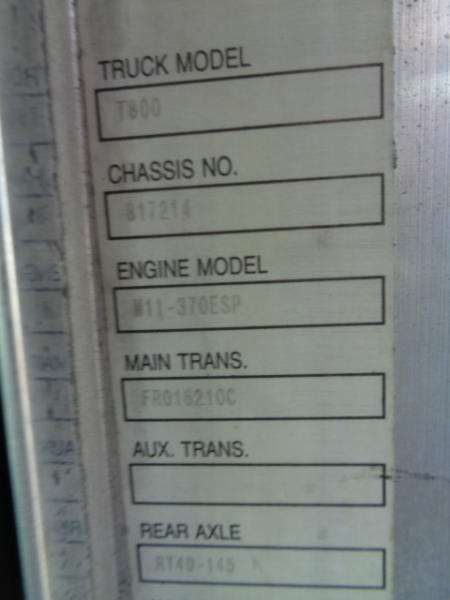 TRUCK MODEL
T800
CHASSIS NO.
817214
ENGINE MODEL
M11-370ESP
MAIN TRANS.
FRO16210C
AUX. TRANS.
REAR AXLE
RT40-145